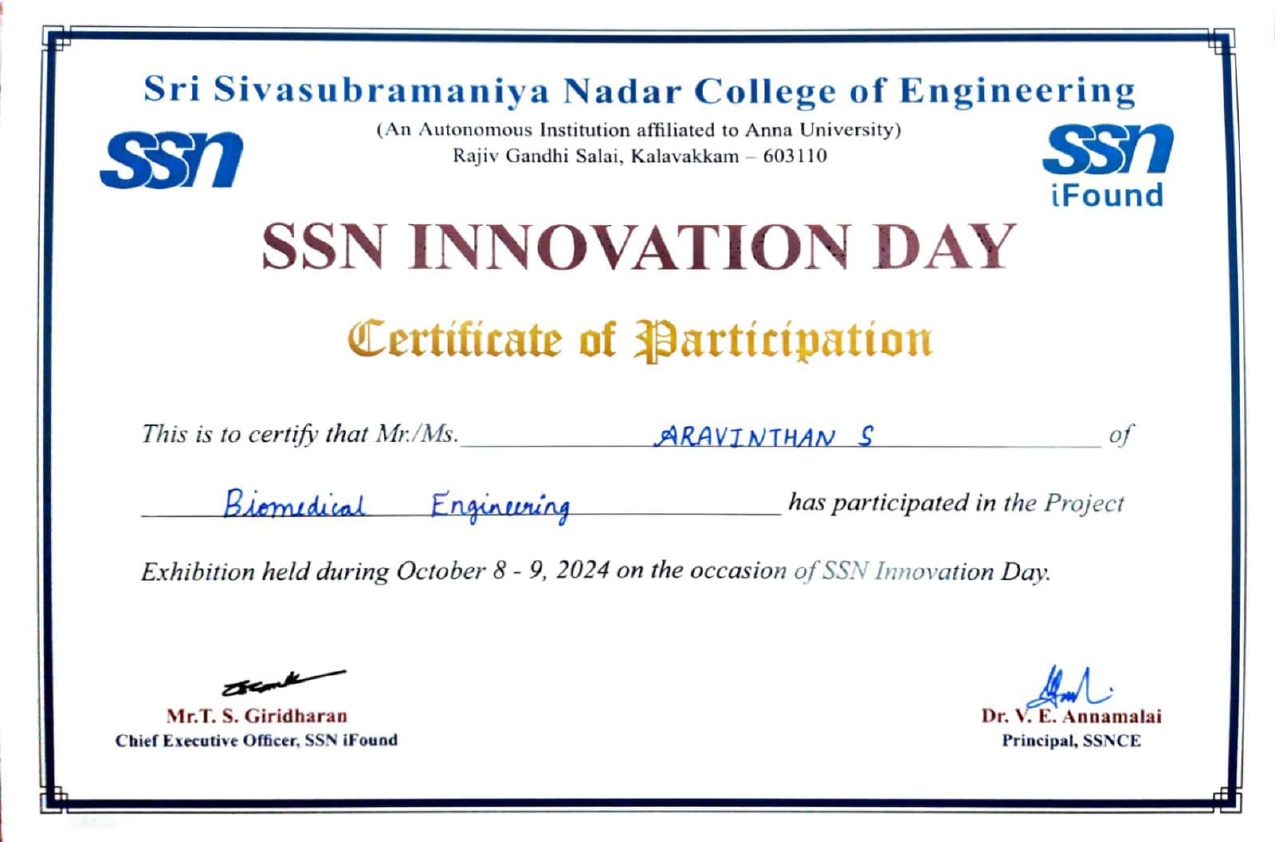 Sri Sivasubramaniya Nadar College of Engineering
(An Autonomous Institution affiliated to Anna University)
Rajiv Gandhi Salai, Kalavakkam – 603110
ssn
ssn
iFound
SSN INNOVATION DAY
Certificate of Participation
This is to certify that Mr./Ms. ARAVINTHAN S of
Biomedical Engineering has participated in the Project
Exhibition held during October 8 - 9, 2024 on the occasion of SSN Innovation Day.
Mr.T. S. Giridharan
Chief Executive Officer, SSN iFound
Dr. V. E. Annamalai
Principal, SSNCE